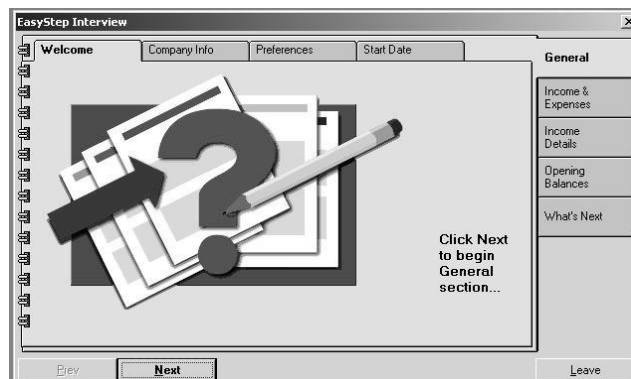 EasyStep Interview
Welcome
Company Info
Preferences
Start Date
General
Income &
Expenses
Income
Details
Opening
Balances
What's Next
Click Next
to begin
General
section...
Prev
Next
Leave